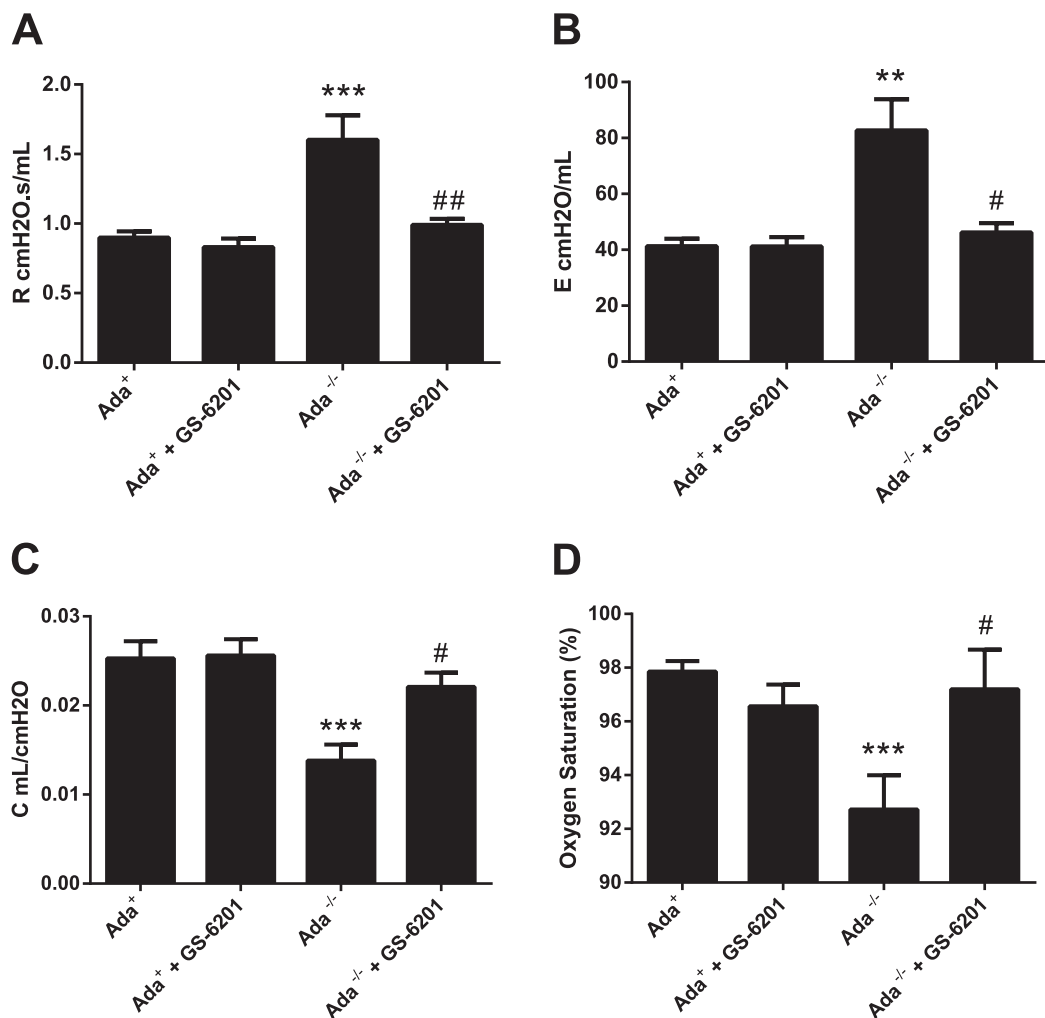 A
R cmH2O.s/mL
2.0
1.5
1.0
0.5
0.0
***
##
Ada+
Ada+ + GS-6201
Ada-/-
Ada-/- + GS-6201
B
E cmH2O/mL
100
80
60
40
20
0
**
#
Ada+
Ada+ + GS-6201
Ada-/-
Ada-/- + GS-6201
C
C mL/cmH2O
0.03
0.02
0.01
0.00
***
#
Ada+
Ada+ + GS-6201
Ada-/-
Ada-/- + GS-6201
D
Oxygen Saturation (%)
100
98
96
94
92
90
***
#
Ada+
Ada+ + GS-6201
Ada-/-
Ada-/- + GS-6201